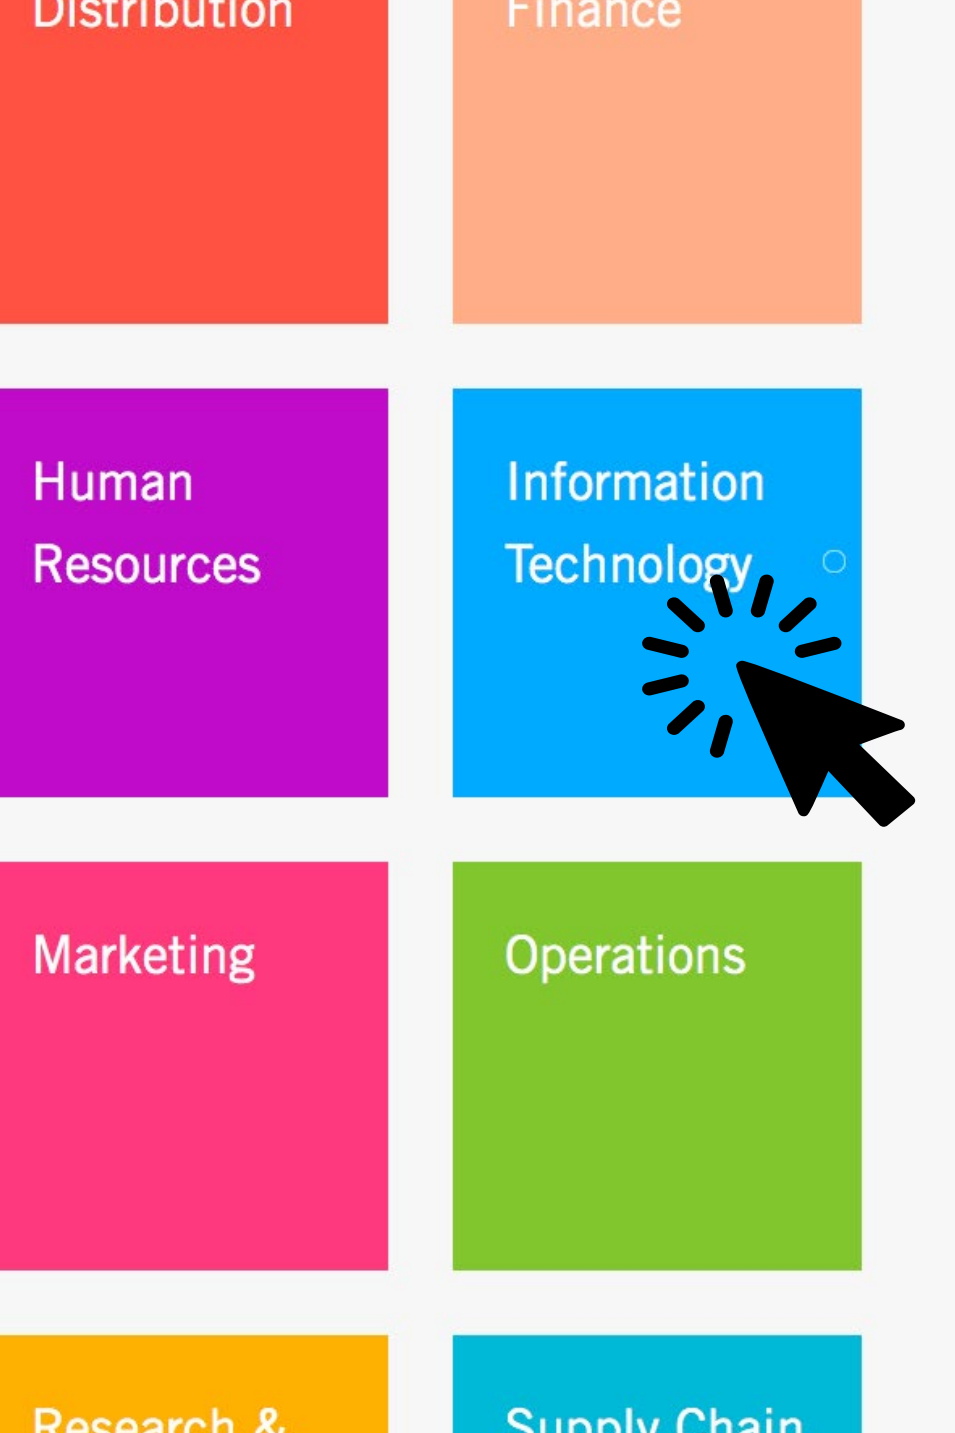 Distribution
Finance
Human
Resources
Information
Technology
Marketing
Operations
Research &
Supply Chain